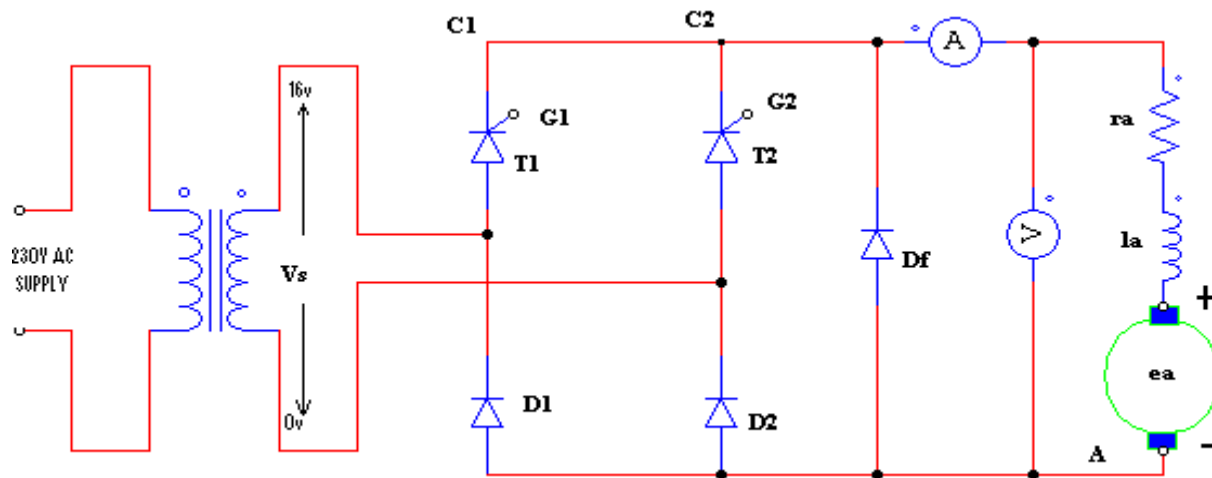 C1
C2
A
16v
G1
G2
ra
T1
T2
230V AC
SUPPLY
Vs
V
Df
la
+
ea
D1
D2
0v
A
-